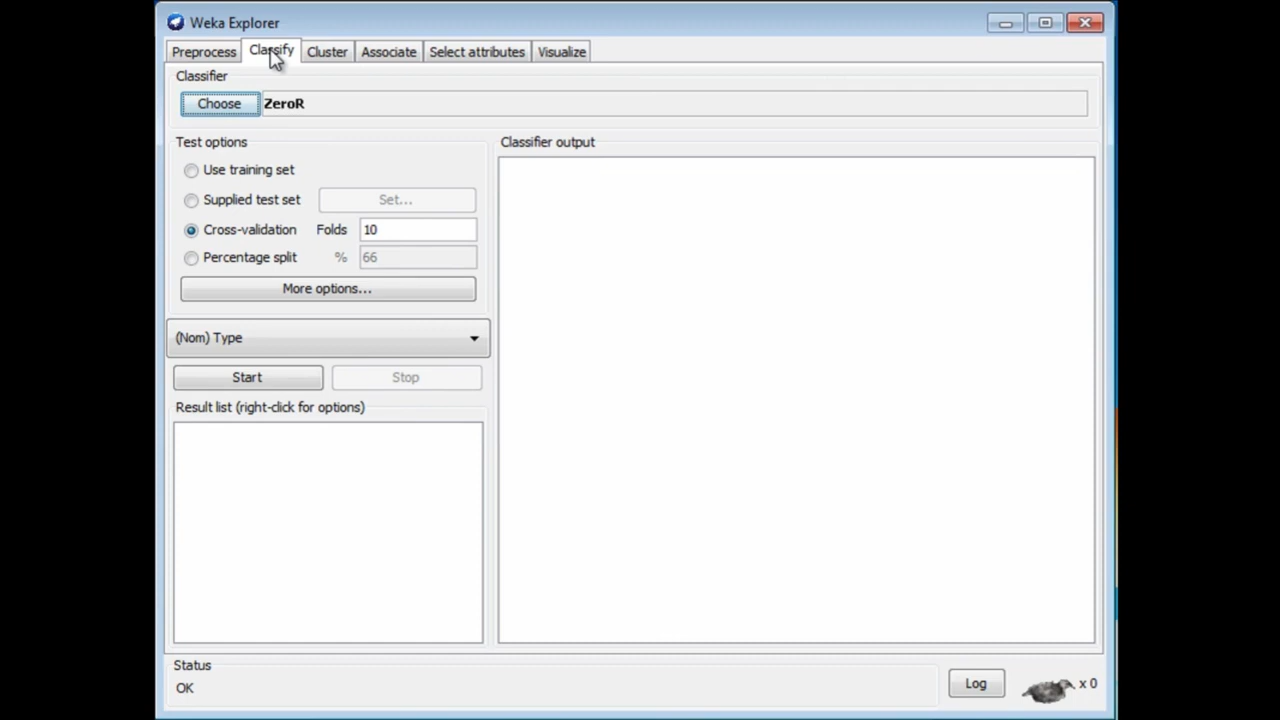 Weka Explorer
Preprocess Classify Cluster Associate Select attributes Visualize
Classifier
Choose ZeroR
Test options
Use training set
Supplied test set Set...
Cross-validation Folds 10
Percentage split % 66
More options...
(Nom) Type
Start Stop
Result list (right-click for options)
Classifier output
Status
OK
Log x 0